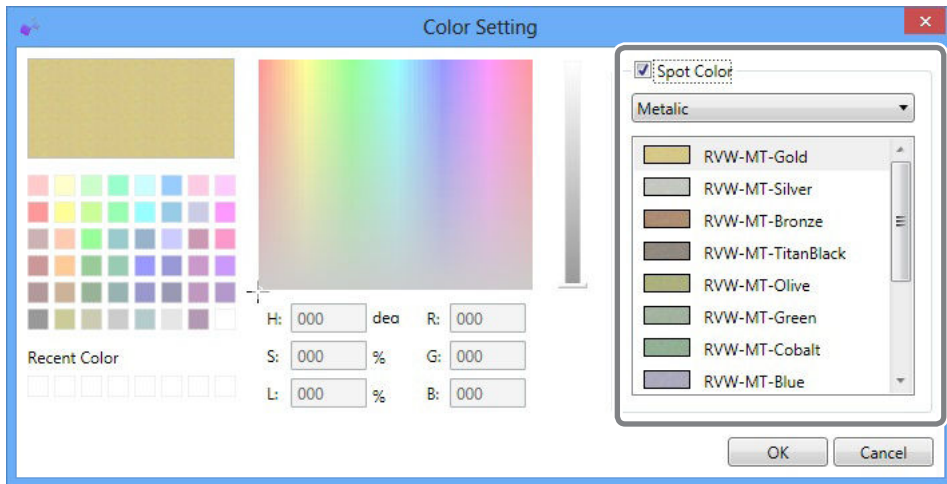 Color Setting
Spot Color
Metalic
RVW-MT-Gold
RVW-MT-Silver
RVW-MT-Bronze
RVW-MT-TitanBlack
RVW-MT-Olive
RVW-MT-Green
RVW-MT-Cobalt
RVW-MT-Blue
H: 000 deg R: 000
S: 000 % G: 000
L: 000 % B: 000
Recent Color
OK Cancel